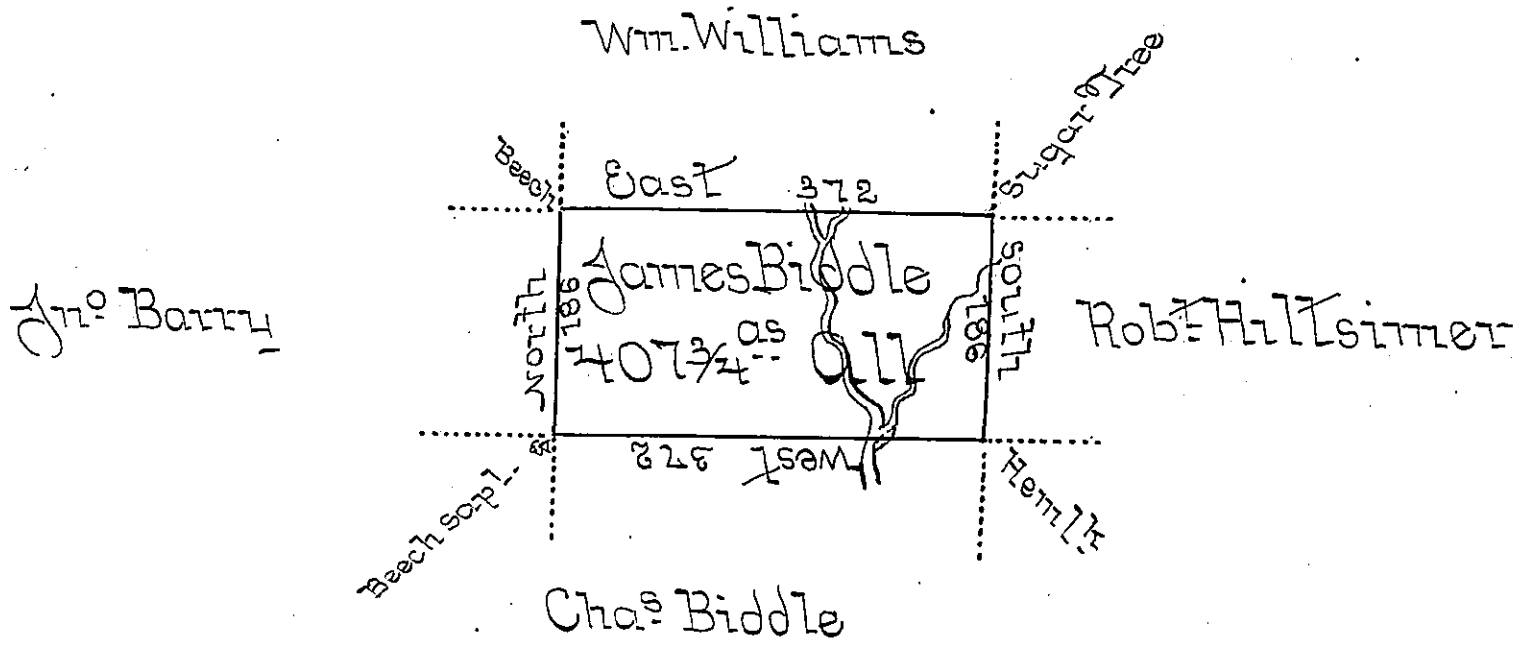 Wm. Williams
Sugar Tree
Beech
East 372
James Biddle
North 186
South 186
Jno. Barry
Robt. Hiltsimer
407 3/4 as
West 372
Beech sapl.
Hemlk
Chas. Biddle